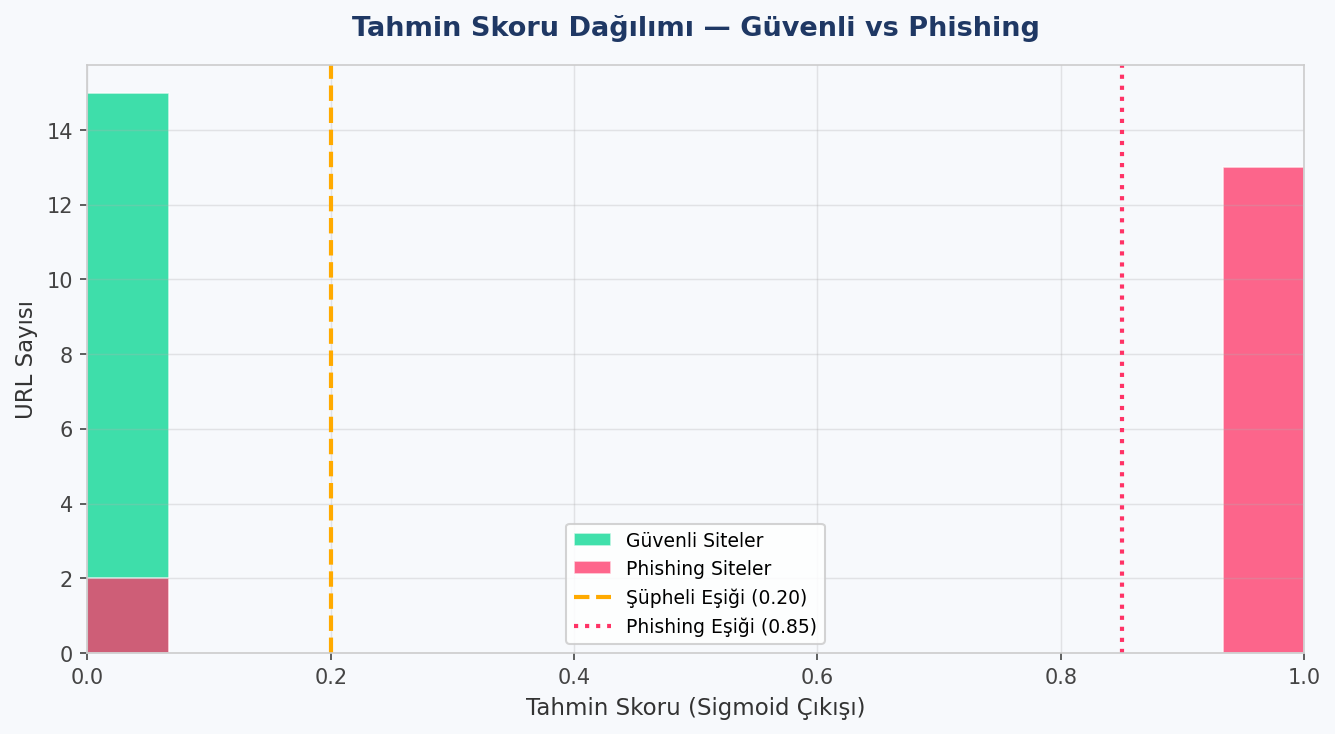 Tahmin Skoru Dağılımı — Güvenli vs Phishing
URL Sayısı
14
12
10
8
6
4
2
0
Güvenli Siteler
Phishing Siteler
Şüpheli Eşiği (0.20)
Phishing Eşiği (0.85)
0.0 0.2 0.4 0.6 0.8 1.0
Tahmin Skoru (Sigmoid Çıkışı)